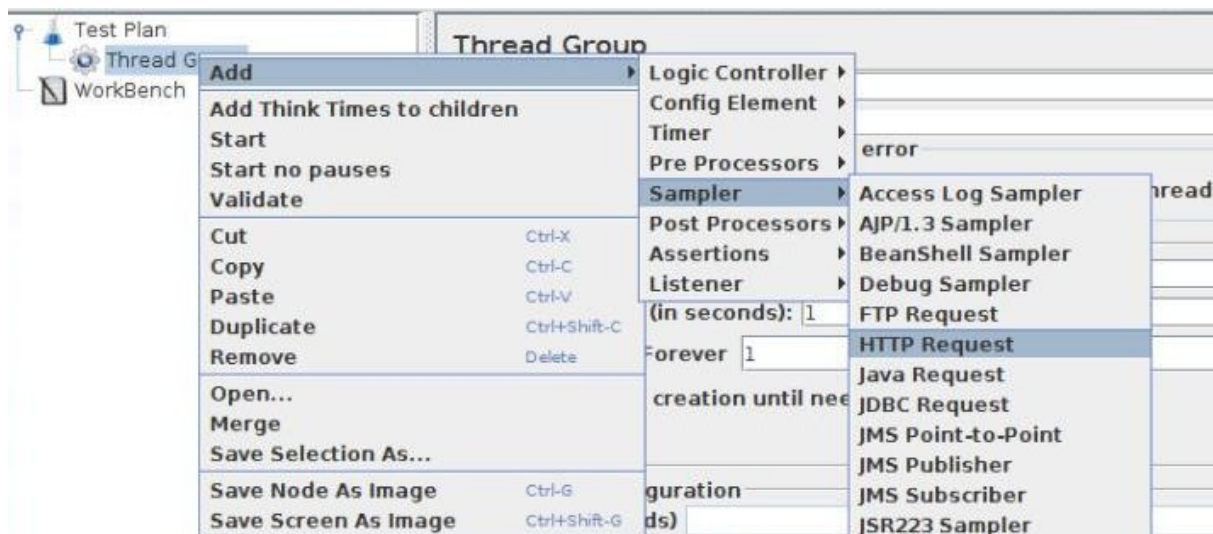 Test Plan
Thread G
WorkBench
Thread Group
Add
Add Think Times to children
Start
Start no pauses
Validate
Cut Ctrl-X
Copy Ctrl-C
Paste Ctrl-V
Duplicate Ctrl+Shift-C
Remove Delete
Open...
Merge
Save Selection As...
Save Node As Image Ctrl-G
Save Screen As Image Ctrl+Shift-G
Logic Controller
Config Element
Timer
Pre Processors
Sampler
Post Processors
Assertions
Listener
error
hread
(in seconds): 1
Forever 1
creation until nee
guration
ds)
Access Log Sampler
AJP/1.3 Sampler
BeanShell Sampler
Debug Sampler
FTP Request
HTTP Request
Java Request
JDBC Request
JMS Point-to-Point
JMS Publisher
JMS Subscriber
JSR223 Sampler